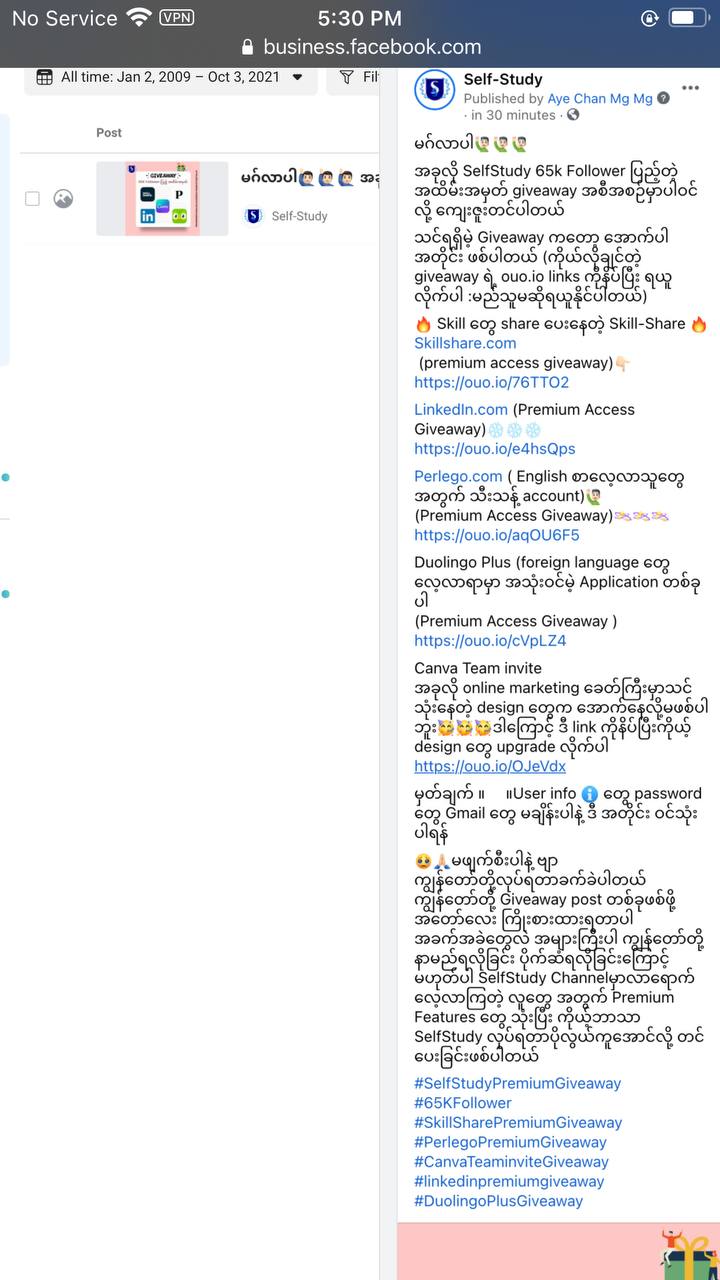 No Service VPN 5:30 PM
business.facebook.com
All time: Jan 2, 2009 – Oct 3, 2021
Fil
Post
မင်္ဂလာပါ🙋🏻‍♂️🙋🏻‍♂️🙋🏻‍♂️ အခု
GIVEAWAY
Self-Study
Self-Study
Published by Aye Chan Mg Mg
· in 30 minutes ·
မင်္ဂလာပါ🙋🏻‍♂️🙋🏻‍♂️🙋🏻‍♂️
အခုလို SelfStudy 65k Follower ပြည့်တဲ့
အထိမ်းအမှတ် giveaway အစီအစဉ်မှာပါဝင်
လို့ ကျေးဇူးတင်ပါတယ်
သင်ရရှိမဲ့ Giveaway ကတော့ အောက်ပါ
အတိုင်း ဖစ်ပါတယ် (ကိုယ်လိုချင်တဲ့
giveaway ရဲ့ ouo.io links ကိုနိပ်ပြီး ရယူ
လိုက်ပါ :မည်သူမဆိုရယူနိုင်ပါတယ်)
🔥 Skill တွေ share ပေးနေတဲ့ Skill-Share 🔥
Skillshare.com
(premium access giveaway)👇🏻
https://ouo.io/76TTO2
LinkedIn.com (Premium Access
Giveaway)❄️❄️❄️
https://ouo.io/e4hsQps
Perlego.com ( English စာလေ့လာသူတွေ
အတွက် သီးသန့် account)🙋🏻‍♂️
(Premium Access Giveaway)
https://ouo.io/aqOU6F5
Duolingo Plus (foreign language တွေ
လေ့လာရာမှာ အသုံးဝင်မဲ့ Application တစ်ခု
ပါ
(Premium Access Giveaway )
https://ouo.io/cVpLZ4
Canva Team invite
အခုလို online marketing ခေတ်ကြီးမှာသင်
သုံးနေတဲ့ design တွေက အောက်နေလို့မဖစ်ပါ
ဘူး🥳🥳🥳ဒါကြောင့် ဒီ link ကိုနိပ်ပြီးကိုယ့်
design တွေ upgrade လိုက်ပါ
https://ouo.io/OJeVdx
မှတ်ချက် ။ ။User info ℹ️ တွေ password
တွေ Gmail တွေ မချိန်းပါနဲ့ ဒီ အတိုင်း ဝင်သုံး
ပါရန်
🥺🙏🏻မဖျက်စီးပါနဲ့ ဗျာ
ကျွန်တော်တို့လုပ်ရတာခက်ခဲပါတယ်
ကျွန်တော်တို့ Giveaway post တစ်ခုဖစ်ဖို့
အတော်လေး ကြိုးစားထားရတာပါ
အခက်အခဲတွေလဲ အများကြီးပါ ကျွန်တော်တို့
နာမည်ရလိုခြင်း ပိုက်ဆံရလိုခြင်းကြောင့်
မဟုတ်ပါ SelfStudy Channelမှာလာရောက်
လေ့လာကြတဲ့ လူတွေ အတွက် Premium
Features တွေ သုံးပြီး ကိုယ့်ဘာသာ
SelfStudy လုပ်ရတာပိုလွယ်ကူအောင်လို့ တင်
ပေးခြင်းဖစ်ပါတယ်
#SelfStudyPremiumGiveaway
#65KFollower
#SkillSharePremiumGiveaway
#PerlegoPremiumGiveaway
#CanvaTeaminviteGiveaway
#linkedinpremiumgiveaway
#DuolingoPlusGiveaway